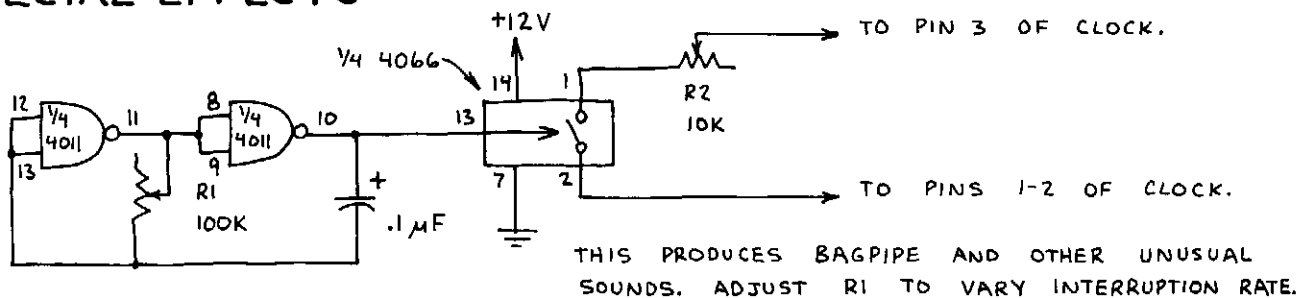 +12V
TO PIN 3 OF CLOCK.
1/4 4066
14
1
R2
10K
12
13
1/4
4011
11
8
9
1/4
4011
10
13
7
2
R1
100K
+
.1µF
TO PINS 1-2 OF CLOCK.
THIS PRODUCES BAGPIPE AND OTHER UNUSUAL
SOUNDS. ADJUST R1 TO VARY INTERRUPTION RATE.